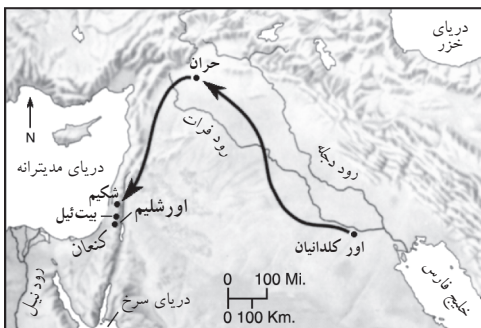 دریای
خزر
حران
رود فرات
رود دجله
N
دریای مدیترانه
شکیم
بیت‌ئیل
اورشلیم
کنعان
اور کلدانیان
خلیج فارس
رود نیل
دریای سرخ
0 100 Mi.
0 100 Km.